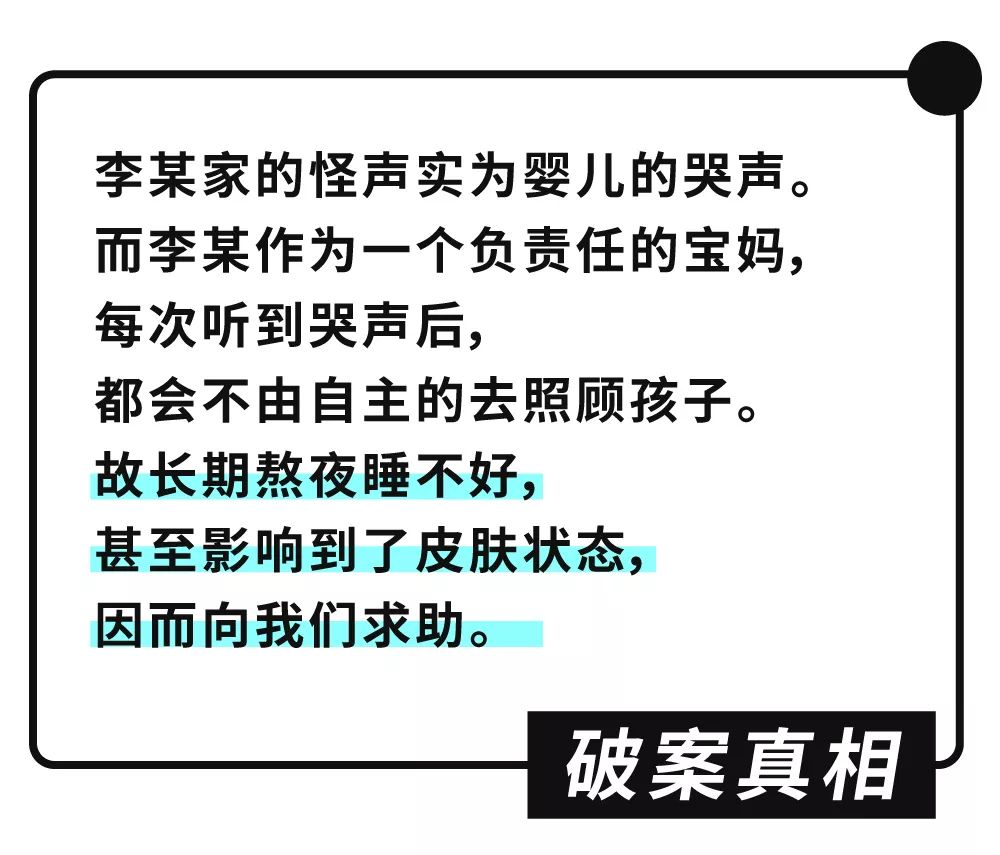 李某家的怪声实为婴儿的哭声。
而李某作为一个负责任的宝妈，
每次听到哭声后，
都会不由自主的去照顾孩子。
故长期熬夜睡不好，
甚至影响到了皮肤状态，
因而向我们求助。
破案真相